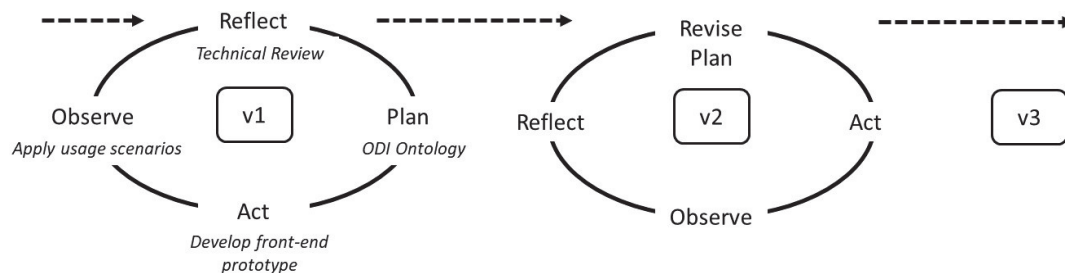 Reflect
Technical Review
Observe
Apply usage scenarios
v1
Plan
ODI Ontology
Act
Develop front-end
prototype
Revise
Plan
Reflect
v2
Act
Observe
v3